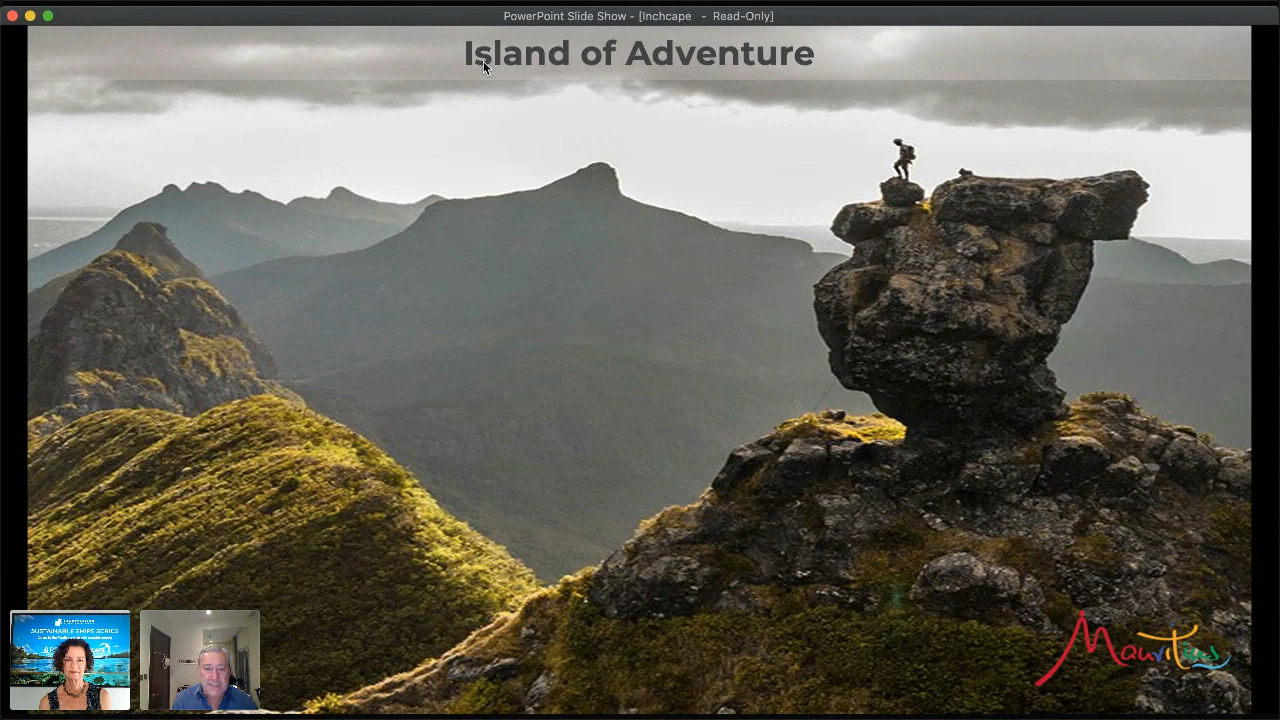 PowerPoint Slide Show - [Inchcape - Read-Only]
Island of Adventure
SUSTAINABLE SHIPS SERIES
Mauritius